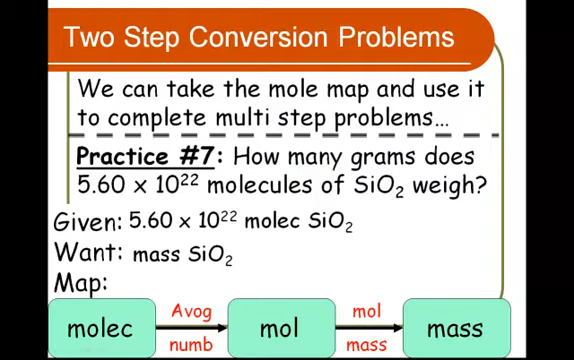 Two Step Conversion Problems
We can take the mole map and use it
to complete multi step problems…
Practice #7: How many grams does
5.60 x 10²² molecules of SiO₂ weigh?
Given: 5.60 x 10²² molec SiO₂
Want: mass SiO₂
Map:
molec Avog numb mol mol mass mass